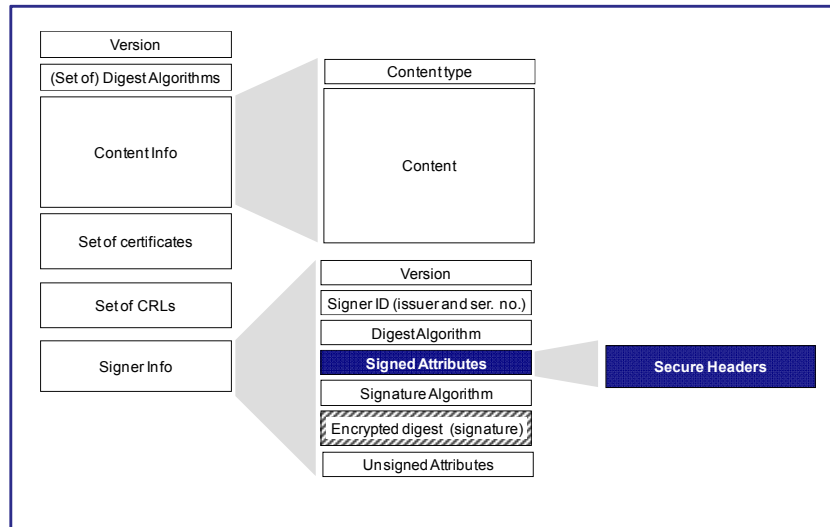 Version
(Set of) Digest Algorithms
Content Info
Set of certificates
Set of CRLs
Signer Info
Content type
Content
Version
Signer ID (issuer and ser. no.)
Digest Algorithm
Signed Attributes
Signature Algorithm
Encrypted digest (signature)
Unsigned Attributes
Secure Headers